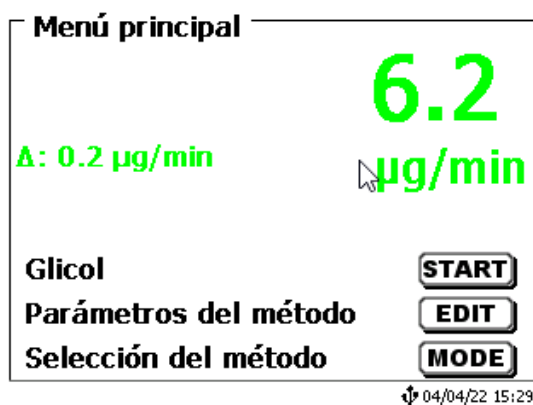 Menú principal
6.2
Δ: 0.2 µg/min
µg/min
Glicol START
Parámetros del método EDIT
Selección del método MODE
04/04/22 15:29